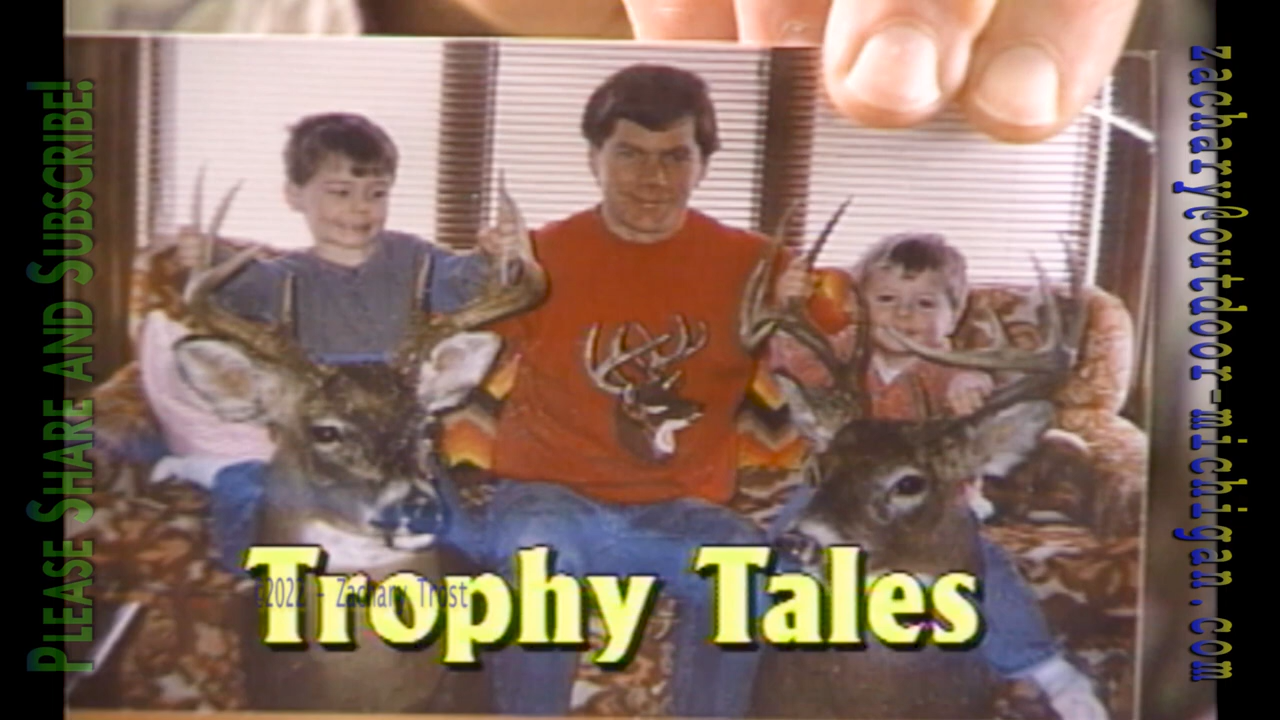 PLEASE SHARE AND SUBSCRIBE!
Trophy Tales
©2022 - Zachary Trost
zachary@outdoor-michigan.com